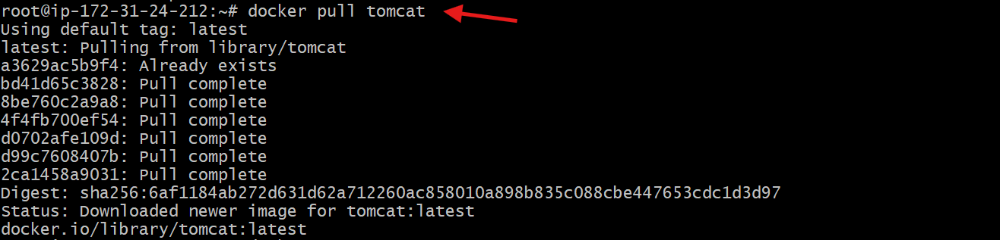 root@ip-172-31-24-212:~# docker pull tomcat
Using default tag: latest
latest: Pulling from library/tomcat
a3629ac5b9f4: Already exists
bd41d65c3828: Pull complete
8be760c2a9a8: Pull complete
4f4fb700ef54: Pull complete
d0702afe109d: Pull complete
d99c7608407b: Pull complete
2ca1458a9031: Pull complete
Digest: sha256:6af1184ab272d631d62a712260ac858010a898b835c088cbe447653cdc1d3d97
Status: Downloaded newer image for tomcat:latest
docker.io/library/tomcat:latest